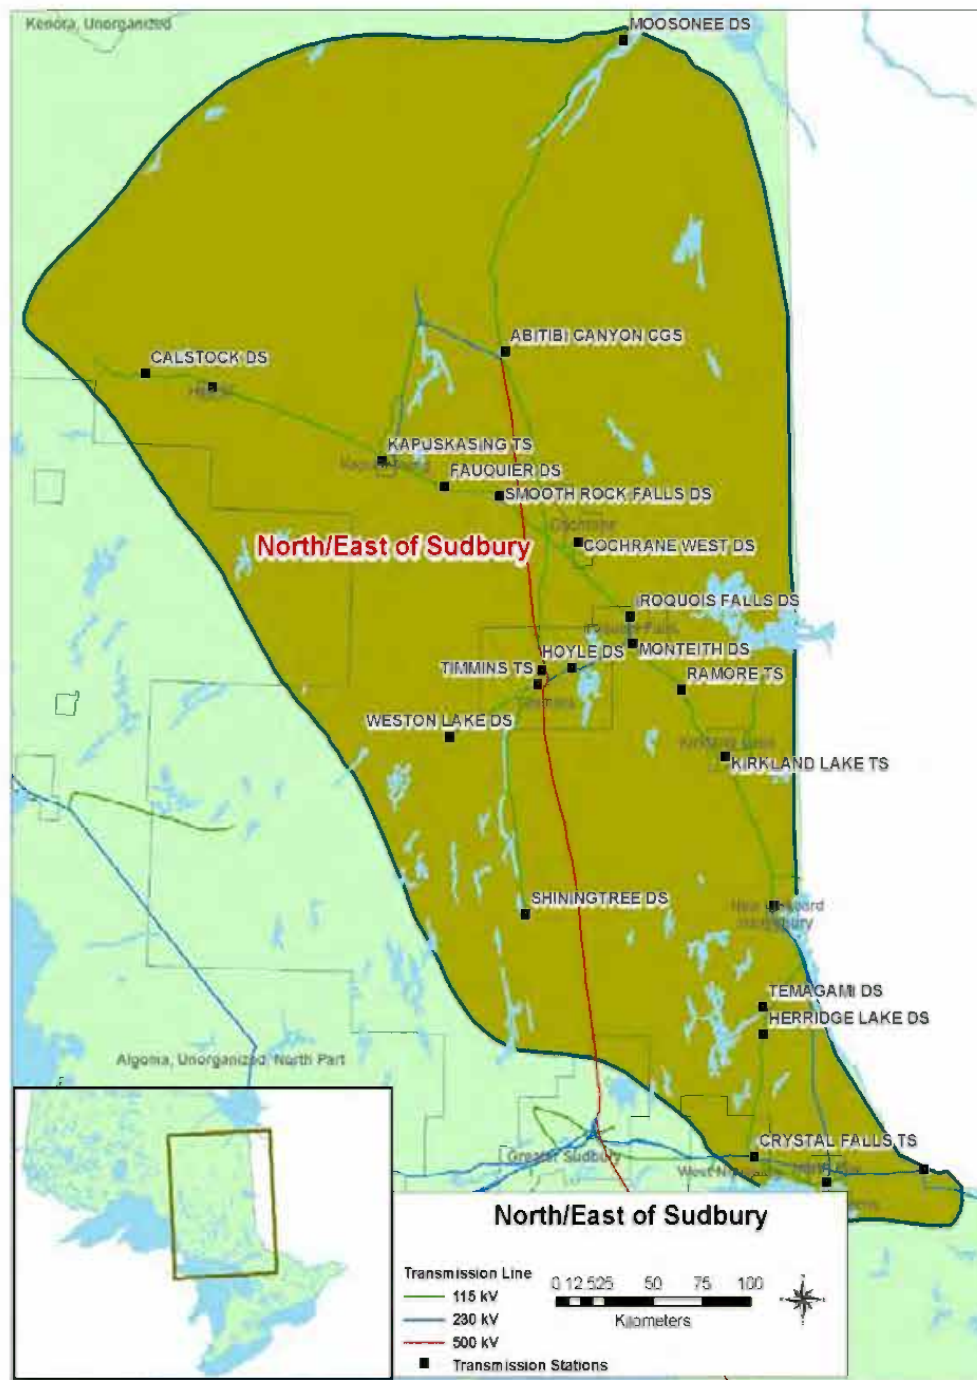 Kenora, Unorganized
MOOSONEE DS
ABITIBI CANYON CGS
CALSTOCK DS
KAPUSKASING TS
FAUQUIER DS
SMOOTH ROCK FALLS DS
Cochrane
COCHRANE WEST DS
North/East of Sudbury
IROQUOIS FALLS DS
MONTEITH DS
HOYLE DS
TIMMINS TS
RAMORE TS
WESTON LAKE DS
KIRKLAND LAKE TS
SHININGTREE DS
TEMAGAMI DS
HERRIDGE LAKE DS
Algoma, Unorganized, North Part
CRYSTAL FALLS TS
Greater Sudbury
North/East of Sudbury
Transmission Line
115 kV
230 kV
500 kV
Transmission Stations
0 12.525 50 75 100
Kilometers